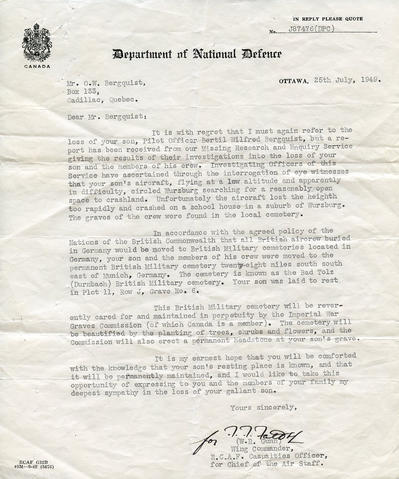 IN REPLY PLEASE QUOTE
No. J87476(DPC)
CANADA
Department of National Defence
OTTAWA, 25th July, 1949.
Mr. O.W. Bergquist,
Box 133,
Cadillac, Quebec.
Dear Mr. Bergquist:
It is with regret that I must again refer to the
loss of your son, Pilot Officer Bertil Wilfred Bergquist, but a re-
port has been received from our Missing Research and Enquiry Service
giving the results of their investigations into the loss of your
son and the members of his crew. Investigating Officers of this
Service have ascertained through the interrogation of eye witnesses
that your son's aircraft, flying at a low altitude and apparently
in difficulty, circled Wurzburg searching for a reasonably open
space to crashland. Unfortunately the aircraft lost the heighth
too rapidly and crashed on a school house in a suburb of Wurzburg.
The graves of the crew were found in the local cemetery.
In accordance with the agreed policy of the
Nations of the British Commonwealth that all British aircrew buried
in Germany would be moved to British Military cemeteries located in
Germany, your son and the members of his crew were moved to the
permanent British Military cemetery twenty-eight miles south south
east of Munich, Germany. The cemetery is known as the Bad Tolz
(Durnbach) British Military cemetery. Your son was laid to rest
in Plot 11, Row J, Grave No. 6.
This British Military cemetery will be rever-
ently cared for and maintained in perpetuity by the Imperial War
Graves Commission (of which Canada is a member). The cemetery will
be beautified by the planting of trees, shrubs and flowers, and the
Commission will also erect a permanent headstone at your son's grave.
It is my earnest hope that you will be comforted
with the knowledge that your son's resting place is known, and that
it will be permanently maintained, and I would like to take this
opportunity of expressing to you and the members of your family my
deepest sympathy in the loss of your gallant son.
Yours sincerely,
for
(W.R. Gunn)
Wing Commander,
R.C.A.F. Casualties Officer,
for Chief of the Air Staff.
RCAF G32B